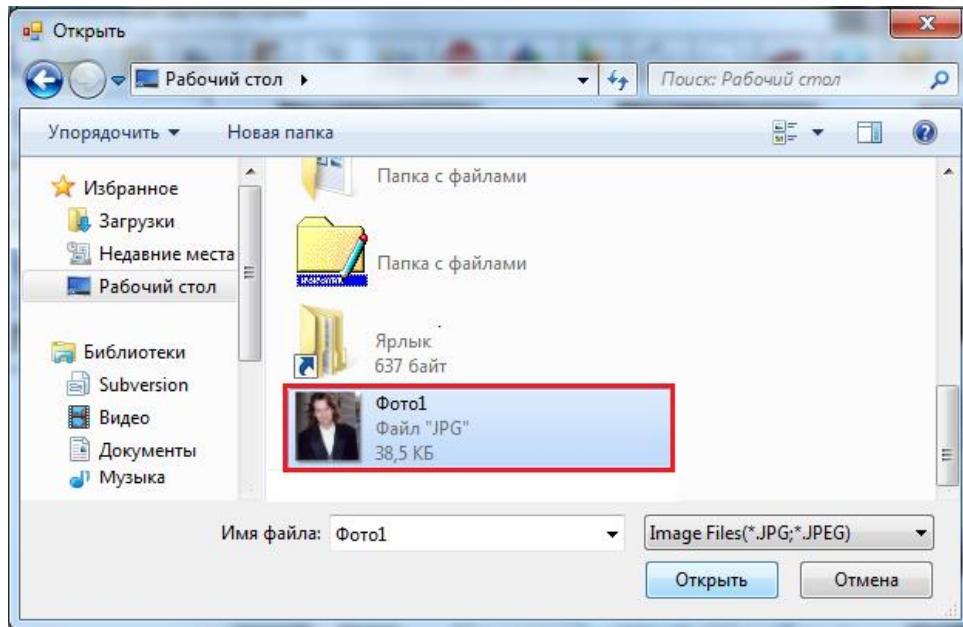 Открыть
Рабочий стол
Поиск: Рабочий стол
Упорядочить
Новая папка
Избранное
Загрузки
Недавние места
Рабочий стол
Библиотеки
Subversion
Видео
Документы
Музыка
Папка с файлами
Папка с файлами
Ярлык
637 байт
Фото1
Файл "JPG"
38,5 КБ
Имя файла: Фото1
Image Files(*.JPG;*.JPEG)
Открыть
Отмена